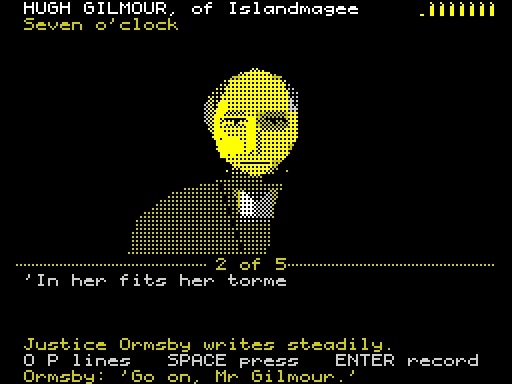 HUGH GILMOUR, of Islandmagee
Seven o'clock
2 of 5
'In her fits her torme
Justice Ormsby writes steadily.
O P lines   SPACE press   ENTER record
Ormsby: 'Go on, Mr Gilmour.'